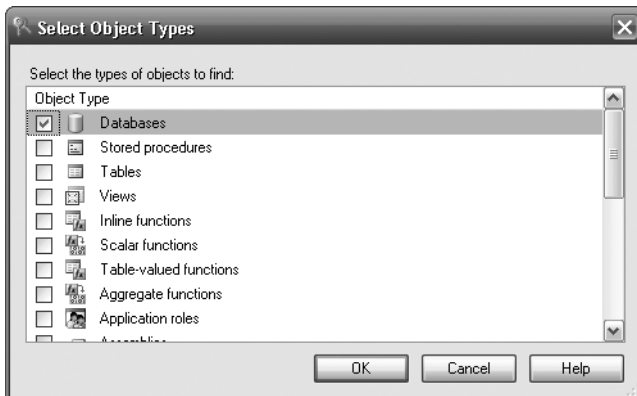 Select Object Types
Select the types of objects to find:
Object Type
Databases
Stored procedures
Tables
Views
Inline functions
Scalar functions
Table-valued functions
Aggregate functions
Application roles
OK Cancel Help